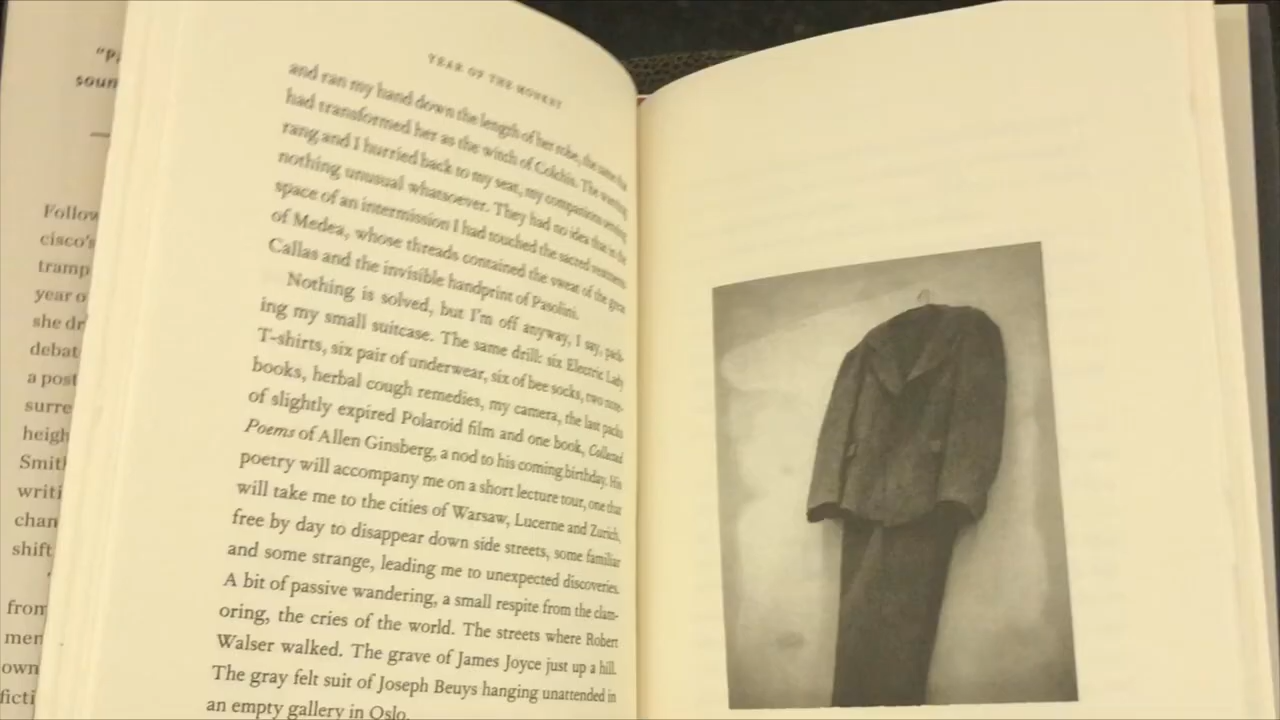 "P
soun
Follow
cisco's
tramp
year o
she dr
debat
a post
surre
heigh
Smith
writi
chan
shift
from
men
own
ficti
YEAR OF THE MONKEY
and ran my hand down the length of her robe, the same that
had transformed her as the witch of Colchis. The warning
rang and I hurried back to my seat, my companions sensing
nothing unusual whatsoever. They had no idea that in the
space of an intermission I had touched the sacred vestments
of Medea, whose threads contained the sweat of the great
Callas and the invisible handprint of Pasolini.
Nothing is solved, but I'm off anyway, I say, pack-
ing my small suitcase. The same drill: six Electric Lady
T-shirts, six pair of underwear, six of bee socks, two note-
books, herbal cough remedies, my camera, the last packs
of slightly expired Polaroid film and one book, Collected
Poems of Allen Ginsberg, a nod to his coming birthday. His
poetry will accompany me on a short lecture tour, one that
will take me to the cities of Warsaw, Lucerne and Zurich,
free by day to disappear down side streets, some familiar
and some strange, leading me to unexpected discoveries.
A bit of passive wandering, a small respite from the clam-
oring, the cries of the world. The streets where Robert
Walser walked. The grave of James Joyce just up a hill.
The gray felt suit of Joseph Beuys hanging unattended in
an empty gallery in Oslo.